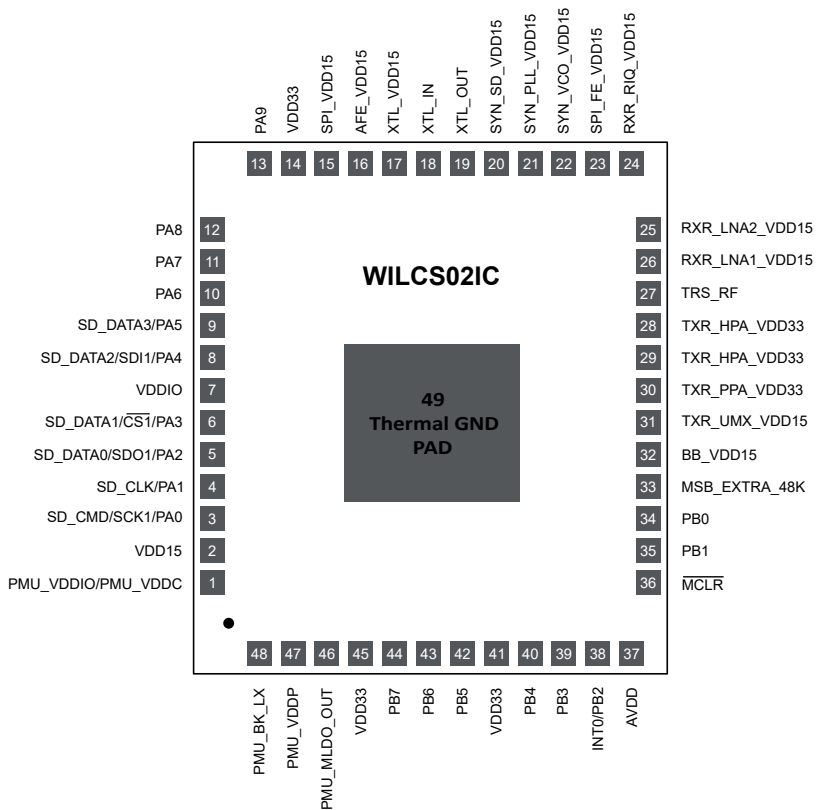 PA9
VDD33
SPI_VDD15
AFE_VDD15
XTL_VDD15
XTL_IN
XTL_OUT
SYN_SD_VDD15
SYN_PLL_VDD15
SYN_VCO_VDD15
SPI_FE_VDD15
RXR_RIQ_VDD15
13 14 15 16 17 18 19 20 21 22 23 24
PA8 12
PA7 11
PA6 10
SD_DATA3/PA5 9
SD_DATA2/SDI1/PA4 8
VDDIO 7
SD_DATA1/CS1/PA3 6
SD_DATA0/SDO1/PA2 5
SD_CLK/PA1 4
SD_CMD/SCK1/PA0 3
VDD15 2
PMU_VDDIO/PMU_VDDC 1
WILCS02IC
49
Thermal GND
PAD
25 RXR_LNA2_VDD15
26 RXR_LNA1_VDD15
27 TRS_RF
28 TXR_HPA_VDD33
29 TXR_HPA_VDD33
30 TXR_PPA_VDD33
31 TXR_UMX_VDD15
32 BB_VDD15
33 MSB_EXTRA_48K
34 PB0
35 PB1
36 MCLR
48 47 46 45 44 43 42 41 40 39 38 37
PMU_BK_LX
PMU_VDDP
PMU_MLDO_OUT
VDD33
PB7
PB6
PB5
VDD33
PB4
PB3
INT0/PB2
AVDD